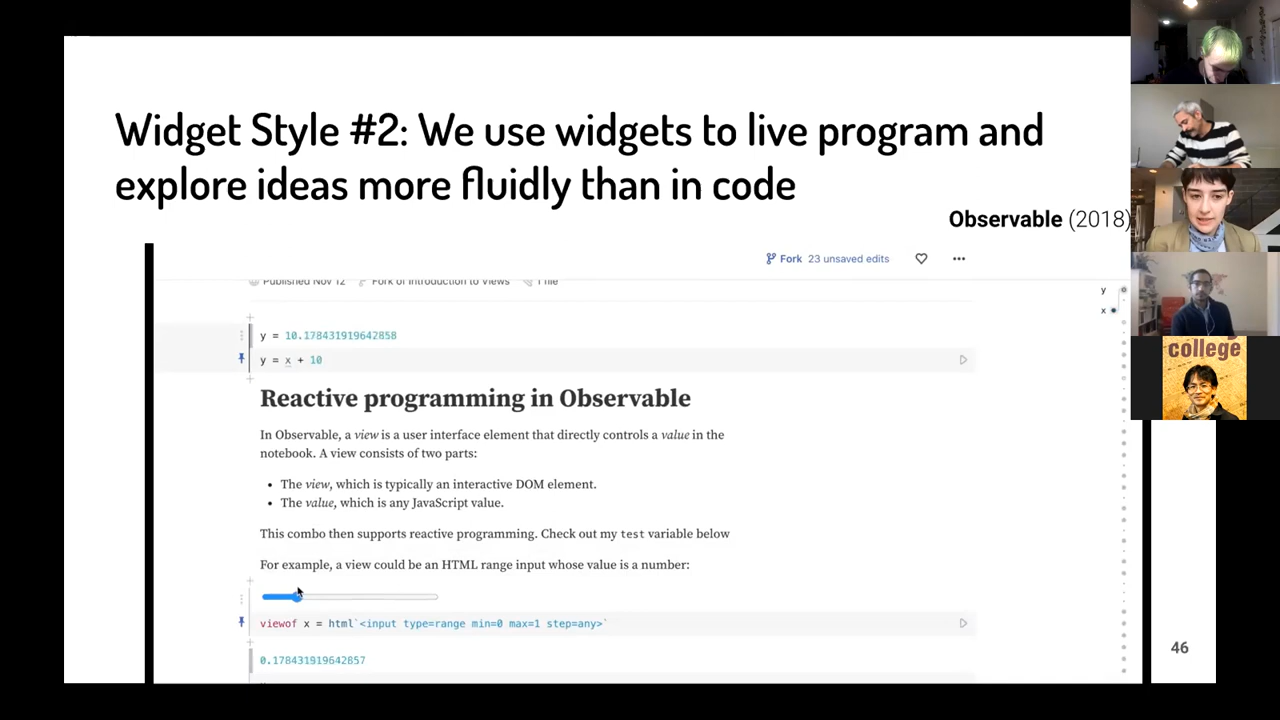 Widget Style #2: We use widgets to live program and
explore ideas more fluidly than in code
Observable (2018)
Fork 23 unsaved edits
Published Nov 12 Fork of Introduction to Views 1 file
y
x
y = 10.178431919642858
y = x + 10
Reactive programming in Observable
In Observable, a view is a user interface element that directly controls a value in the
notebook. A view consists of two parts:
• The view, which is typically an interactive DOM element.
• The value, which is any JavaScript value.
This combo then supports reactive programming. Check out my test variable below
For example, a view could be an HTML range input whose value is a number:
viewof x = html`<input type=range min=0 max=1 step=any>`
0.178431919642857
46
college